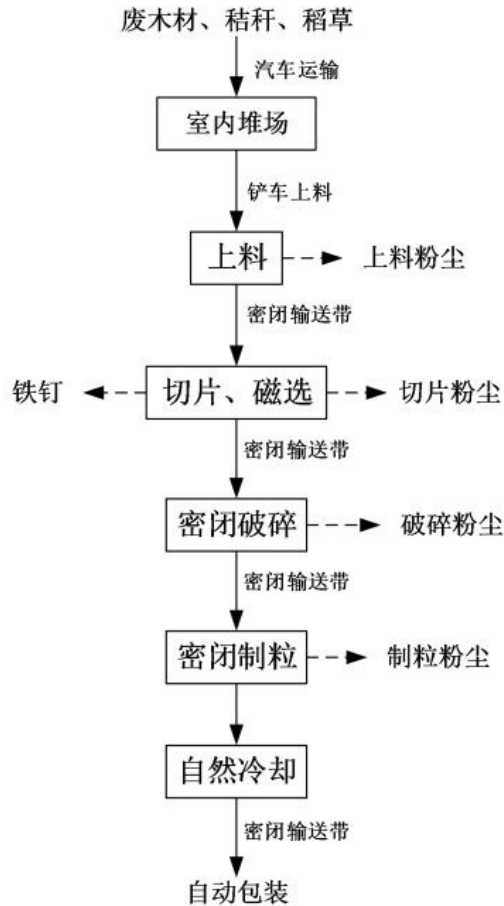 废木材、秸秆、稻草
汽车运输
室内堆场
铲车上料
上料
上料粉尘
密闭输送带
铁钉
切片、磁选
切片粉尘
密闭输送带
密闭破碎
破碎粉尘
密闭输送带
密闭制粒
制粒粉尘
自然冷却
密闭输送带
自动包装